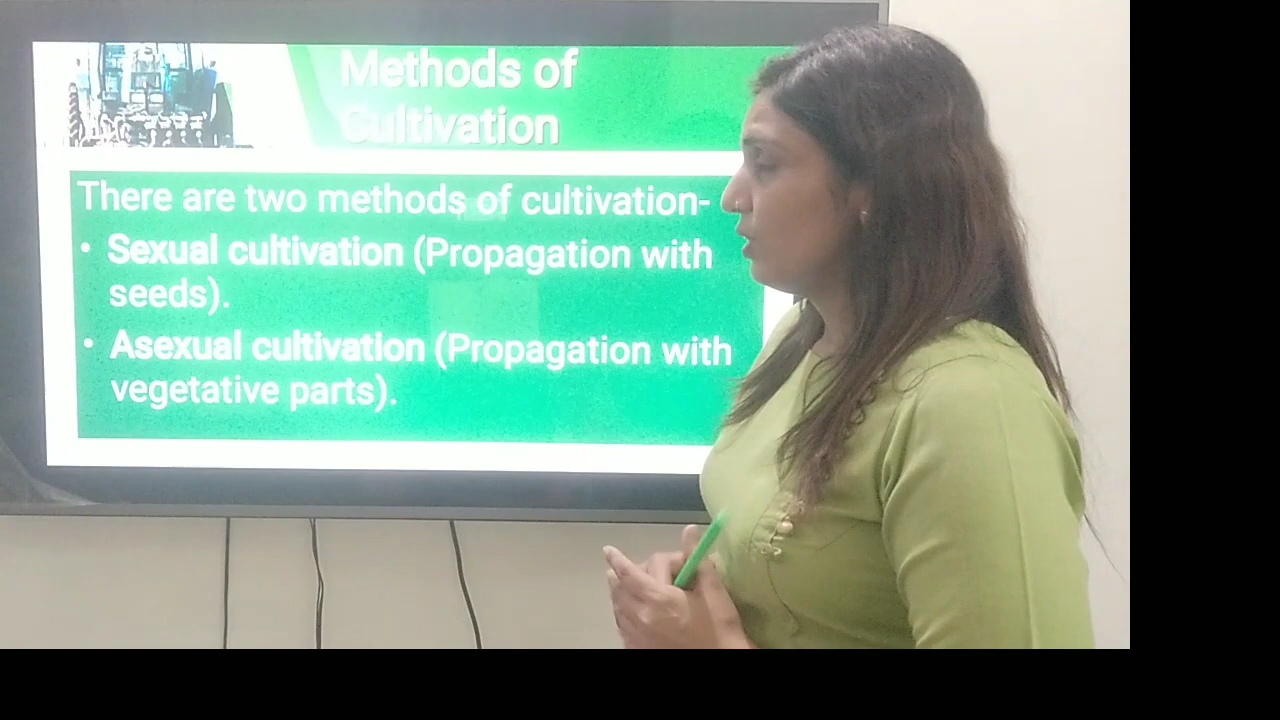 Methods of
Cultivation
There are two methods of cultivation-
• Sexual cultivation (Propagation with
seeds).
• Asexual cultivation (Propagation with
vegetative parts).